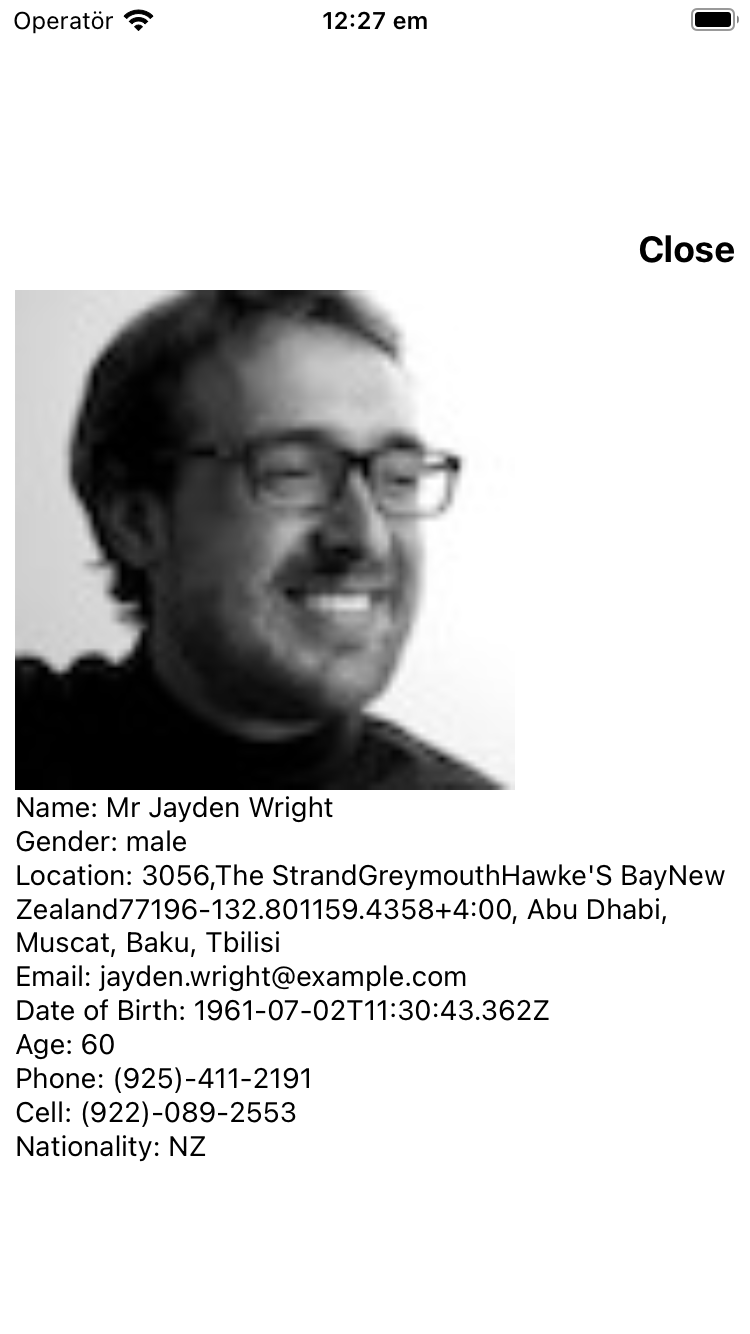 Operatör 12:27 em
Close
Name: Mr Jayden Wright
Gender: male
Location: 3056,The StrandGreymouthHawke'S BayNew
Zealand77196-132.801159.4358+4:00, Abu Dhabi,
Muscat, Baku, Tbilisi
Email: jayden.wright@example.com
Date of Birth: 1961-07-02T11:30:43.362Z
Age: 60
Phone: (925)-411-2191
Cell: (922)-089-2553
Nationality: NZ